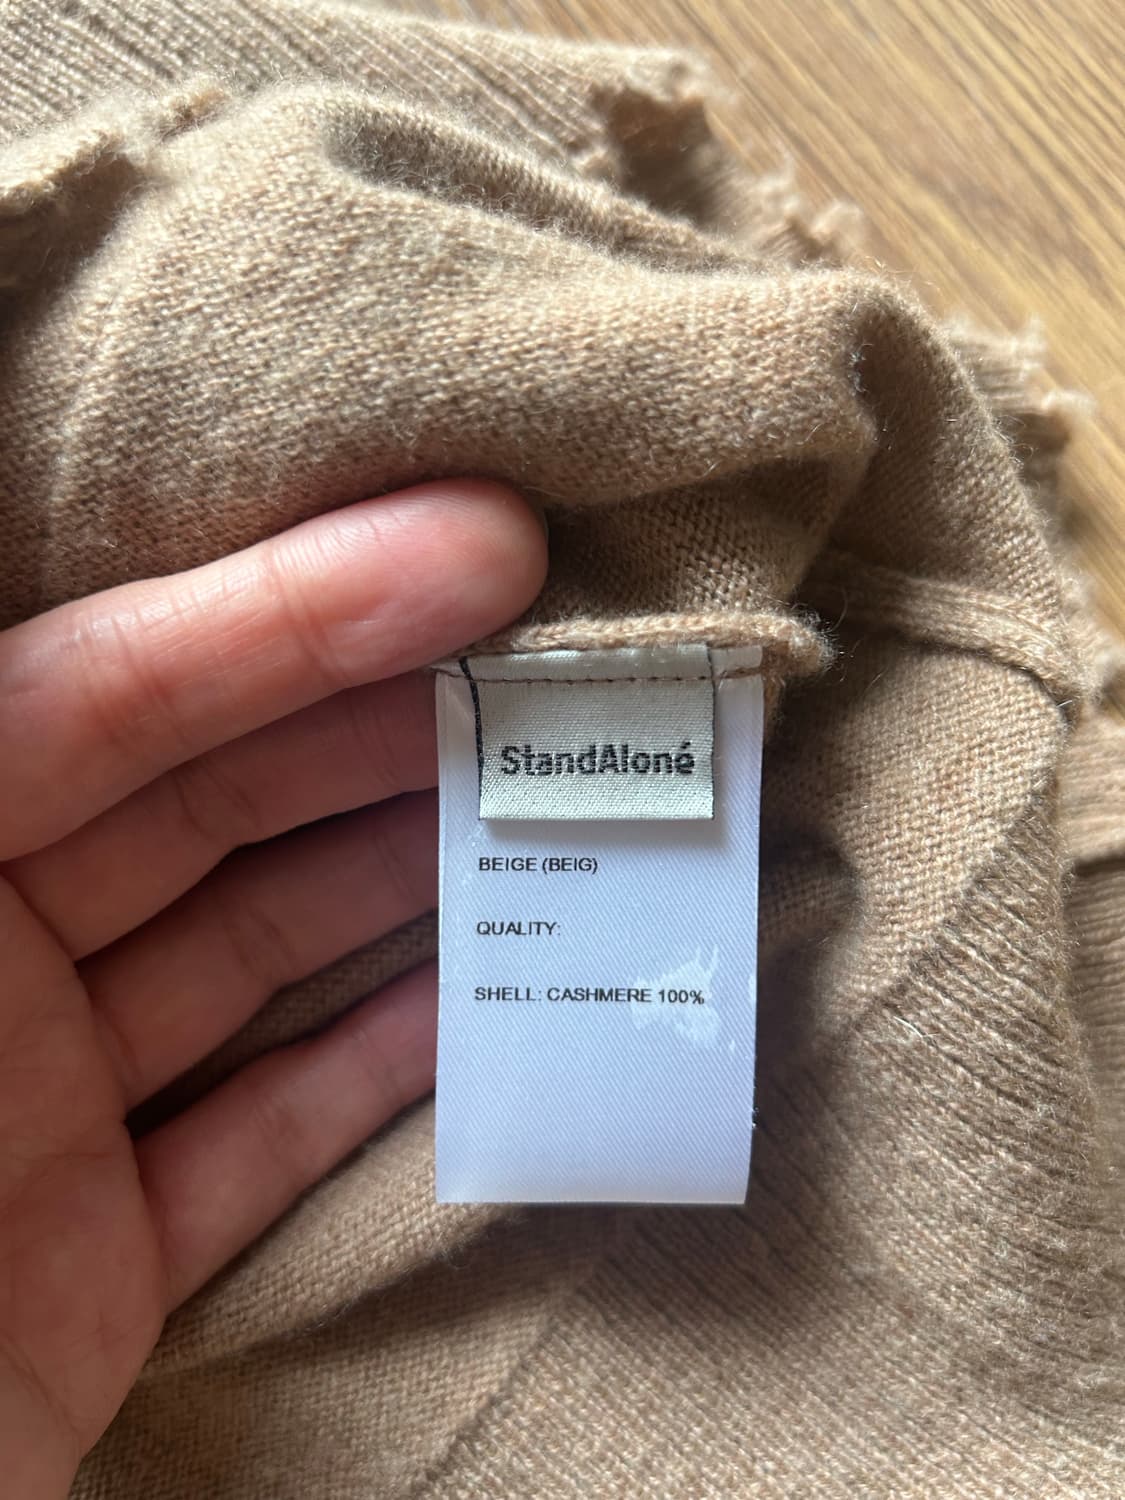 StandAloné
BEIGE (BEIG)
QUALITY:
SHELL: CASHMERE 100%